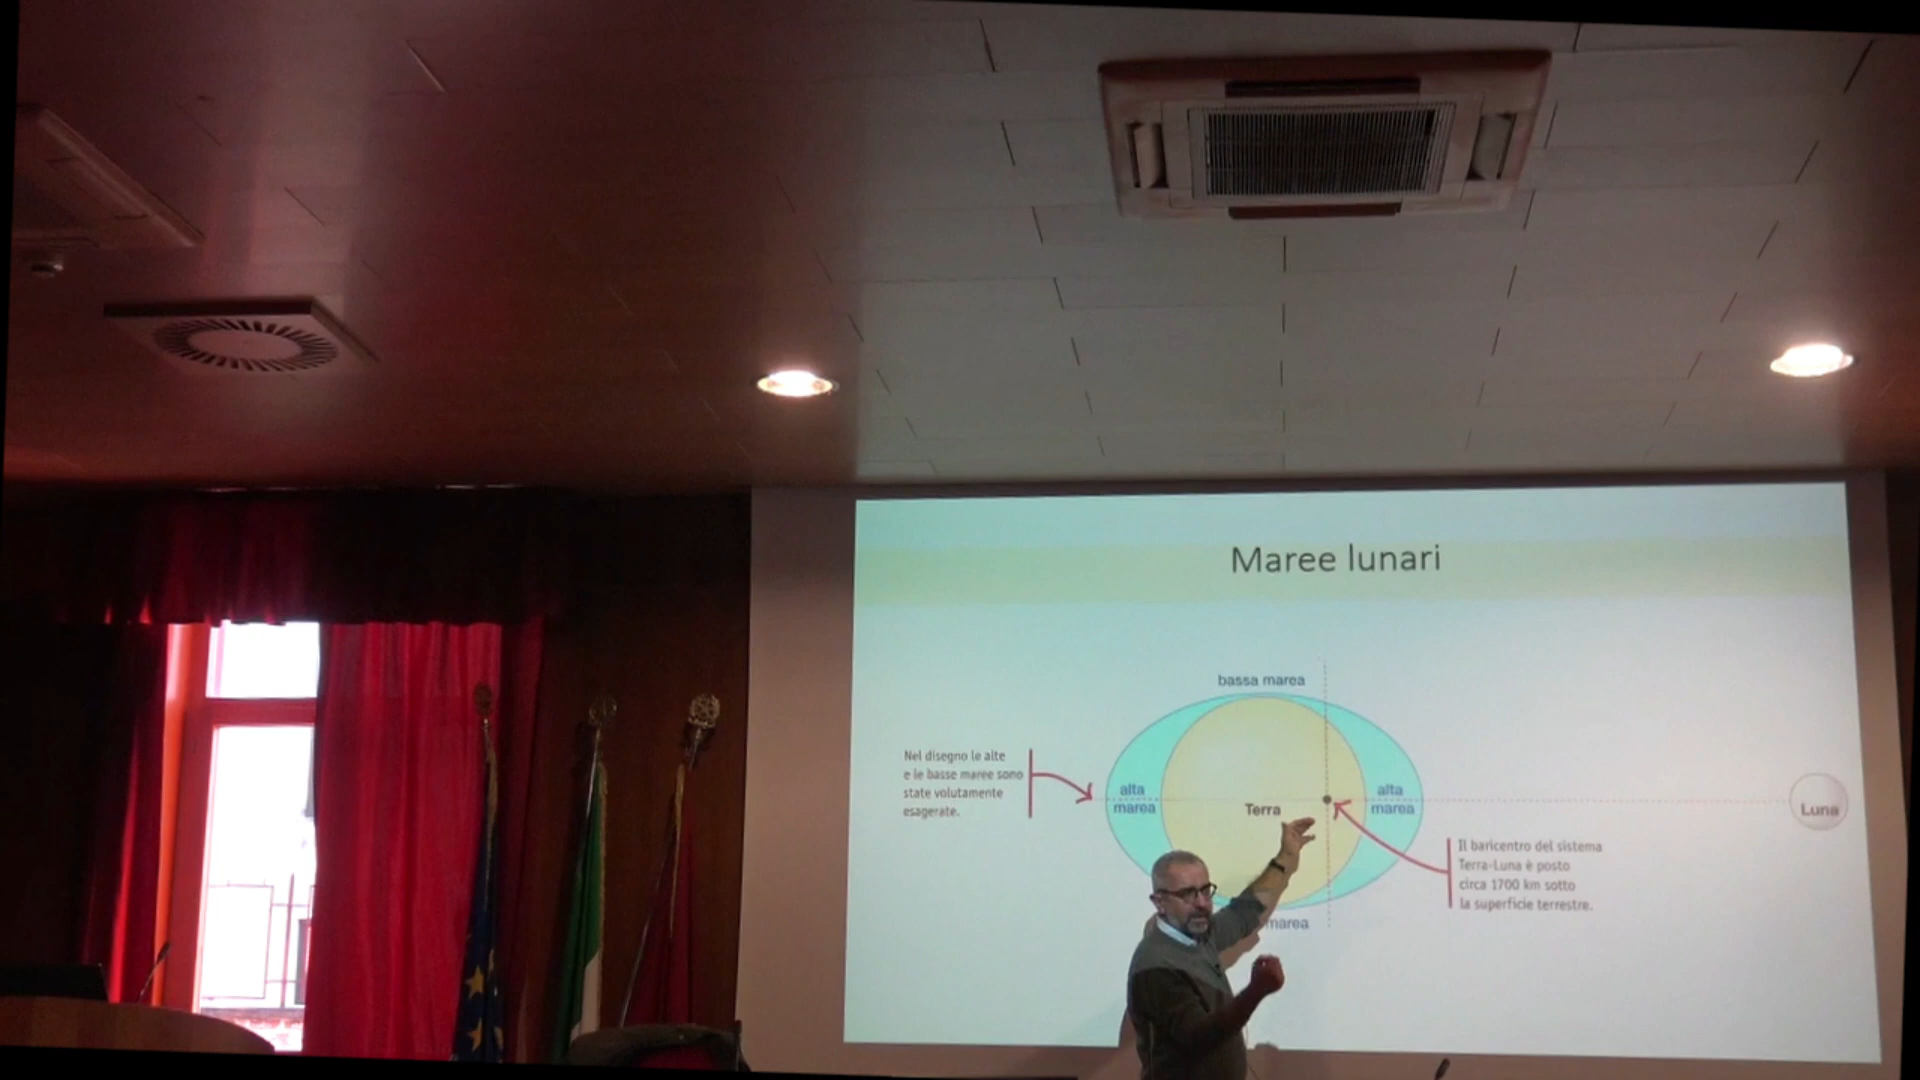 Maree lunari
bassa marea
Nel disegno le alte
e le basse maree sono
state volutamente
esagerate.
alta
marea
Terra
alta
marea
Luna
Il baricentro del sistema
Terra-Luna è posto
circa 1700 km sotto
la superficie terrestre.
marea